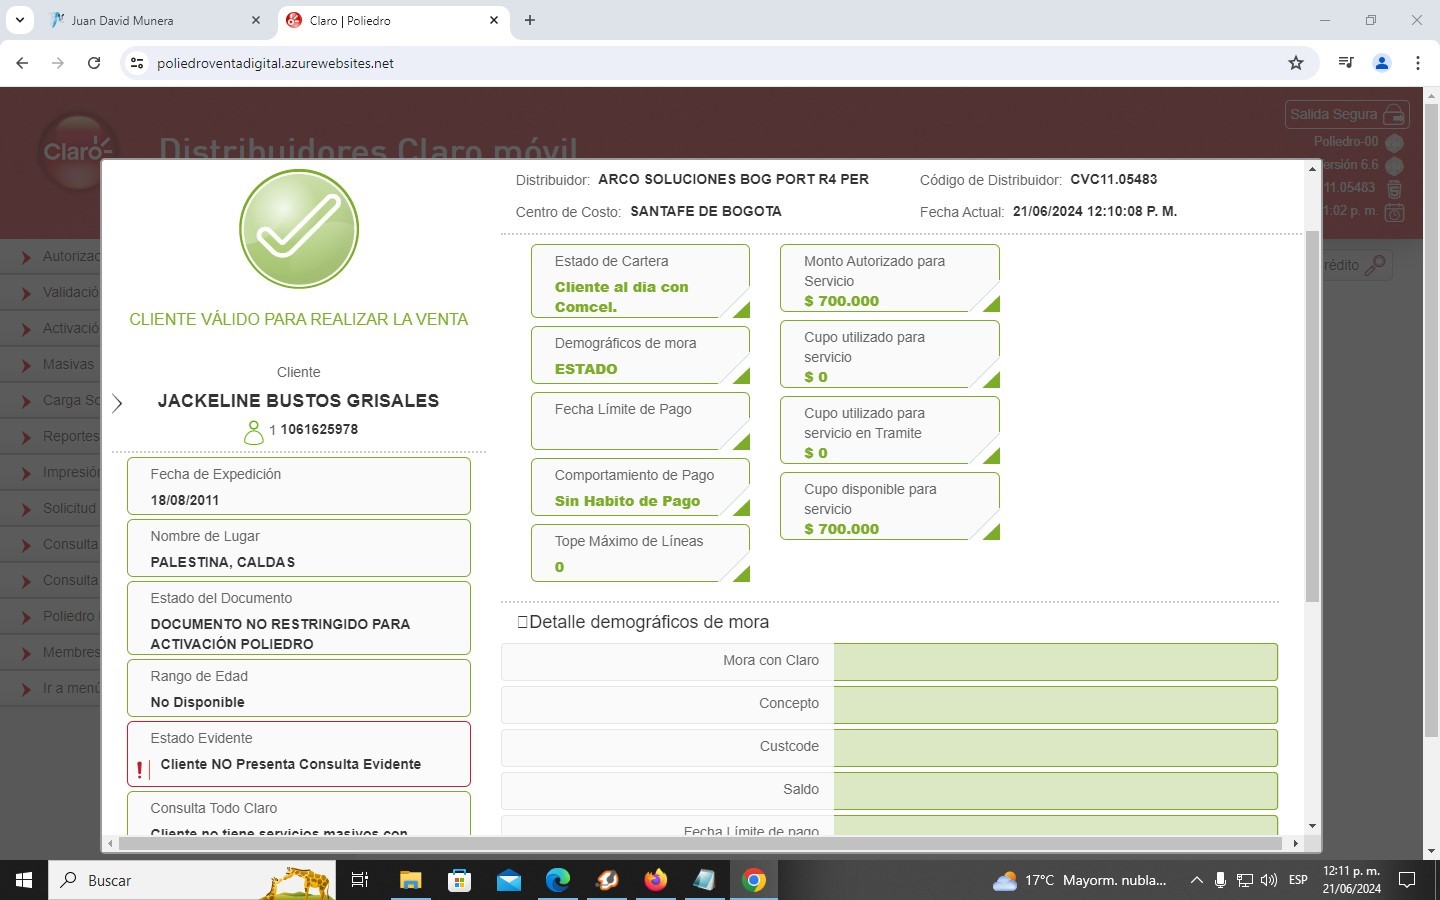 Juan David Munera
Claro | Poliedro
poliedroventadigital.azurewebsites.net
Salida Segura
Claro
Distribuidores Claro móvil
Poliedro-00
ersión 6.6
11.05483
1:02 p. m.
Autorizac
Validació
Activació
Masivas
Carga So
Reportes
Impresión
Solicitud
Consulta
Consulta
Poliedro
Membres
Ir a menú
rédito
CLIENTE VÁLIDO PARA REALIZAR LA VENTA
Cliente
JACKELINE BUSTOS GRISALES
1 1061625978
Fecha de Expedición
18/08/2011
Nombre de Lugar
PALESTINA, CALDAS
Estado del Documento
DOCUMENTO NO RESTRINGIDO PARA
ACTIVACIÓN POLIEDRO
Rango de Edad
No Disponible
Estado Evidente
! Cliente NO Presenta Consulta Evidente
Consulta Todo Claro
Cliente no tiene servicios masivos con
Distribuidor: ARCO SOLUCIONES BOG PORT R4 PER
Código de Distribuidor: CVC11.05483
Centro de Costo: SANTAFE DE BOGOTA
Fecha Actual: 21/06/2024 12:10:08 P. M.
Estado de Cartera
Cliente al dia con
Comcel.
Demográficos de mora
ESTADO
Fecha Límite de Pago
Comportamiento de Pago
Sin Habito de Pago
Tope Máximo de Líneas
0
Monto Autorizado para
Servicio
$ 700.000
Cupo utilizado para
servicio
$ 0
Cupo utilizado para
servicio en Tramite
$ 0
Cupo disponible para
servicio
$ 700.000
Detalle demográficos de mora
Mora con Claro
Concepto
Custcode
Saldo
Fecha Límite de pago
Buscar
17°C Mayorm. nubla...
ESP
12:11 p. m.
21/06/2024